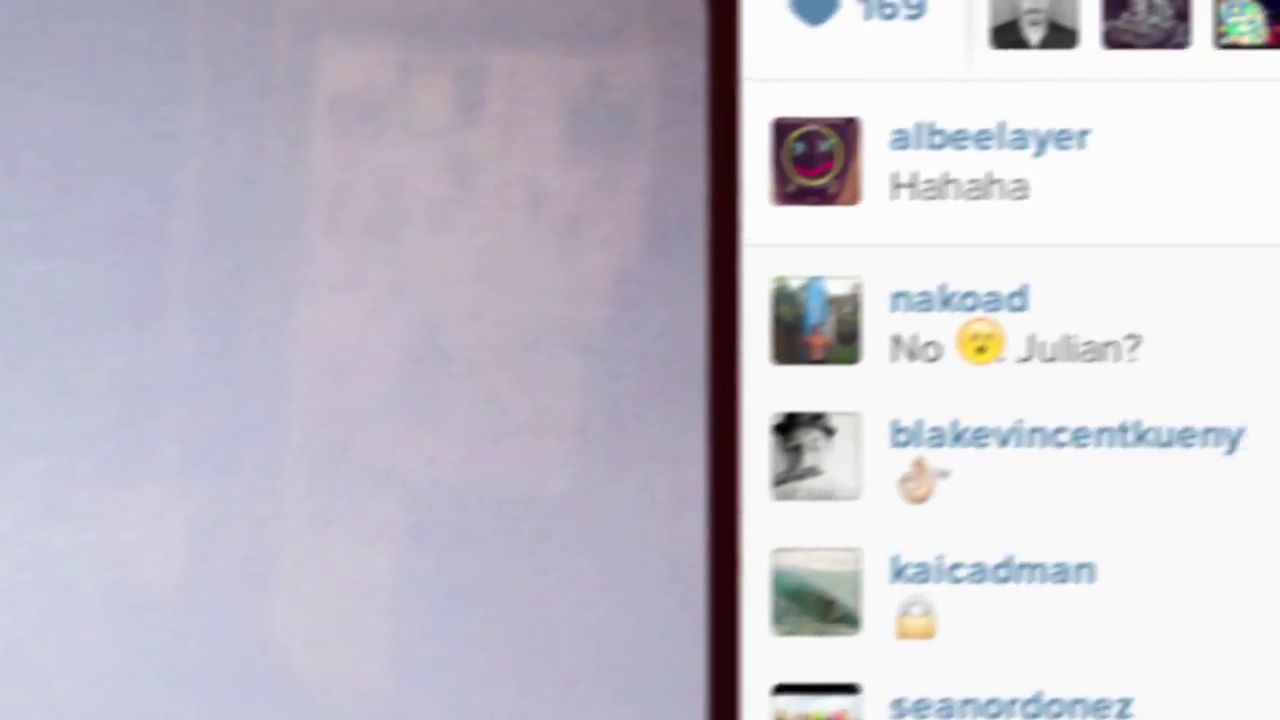 169
albeelayer
Hahaha
nakoad
No 😗. Julian?
blakevincentkueny
👌
kaicadman
🔒
seanordonez